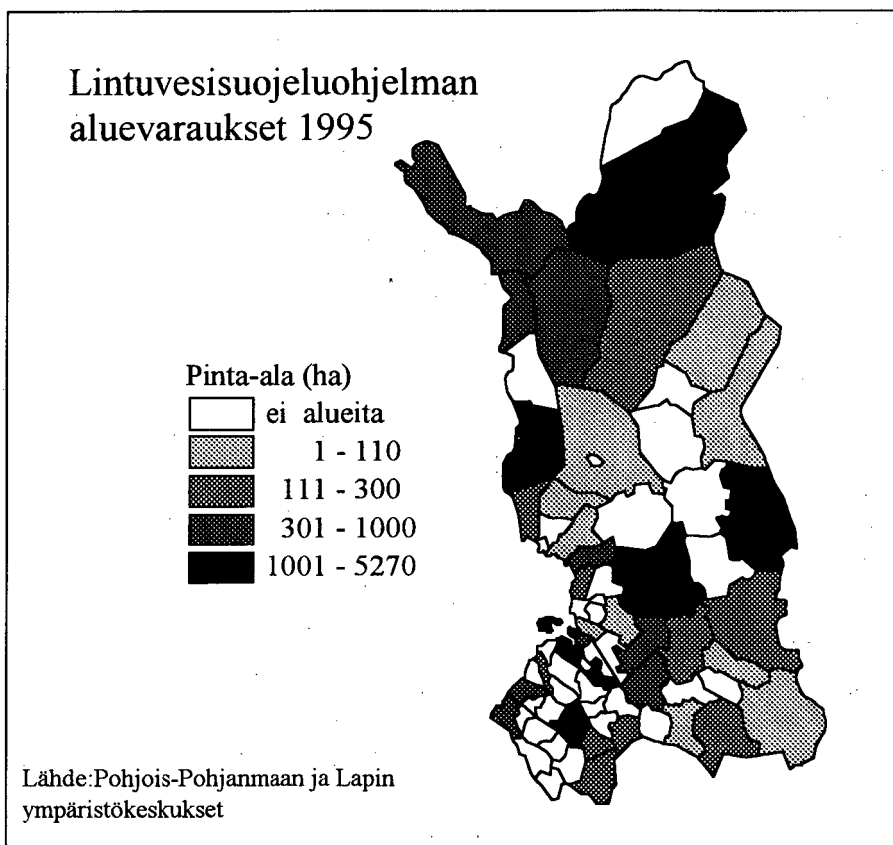 Lintuvesisuojeluohjelman
aluevaraukset 1995
Pinta-ala (ha)
ei alueita
1 - 110
111 - 300
301 - 1000
1001 - 5270
Lähde:Pohjois-Pohjanmaan ja Lapin
ympäristökeskukset